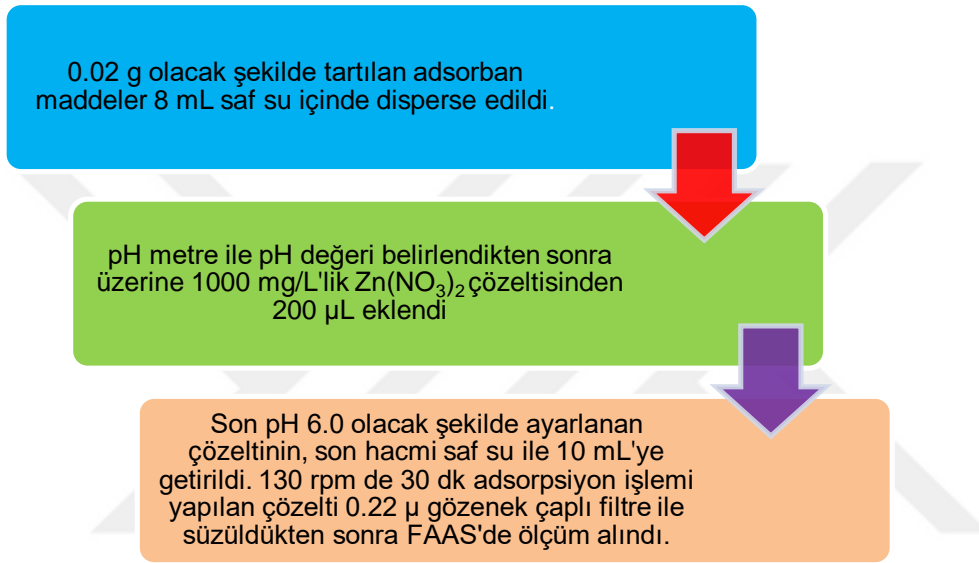 0.02 g olacak şekilde tartılan adsorban
maddeler 8 mL saf su içinde disperse edildi.
pH metre ile pH değeri belirlendikten sonra
üzerine 1000 mg/L'lik Zn(NO₃)₂ çözeltisinden
200 µL eklendi
Son pH 6.0 olacak şekilde ayarlanan
çözeltinin, son hacmi saf su ile 10 mL'ye
getirildi. 130 rpm de 30 dk adsorpsiyon işlemi
yapılan çözelti 0.22 µ gözenek çaplı filtre ile
süzüldükten sonra FAAS'de ölçüm alındı.